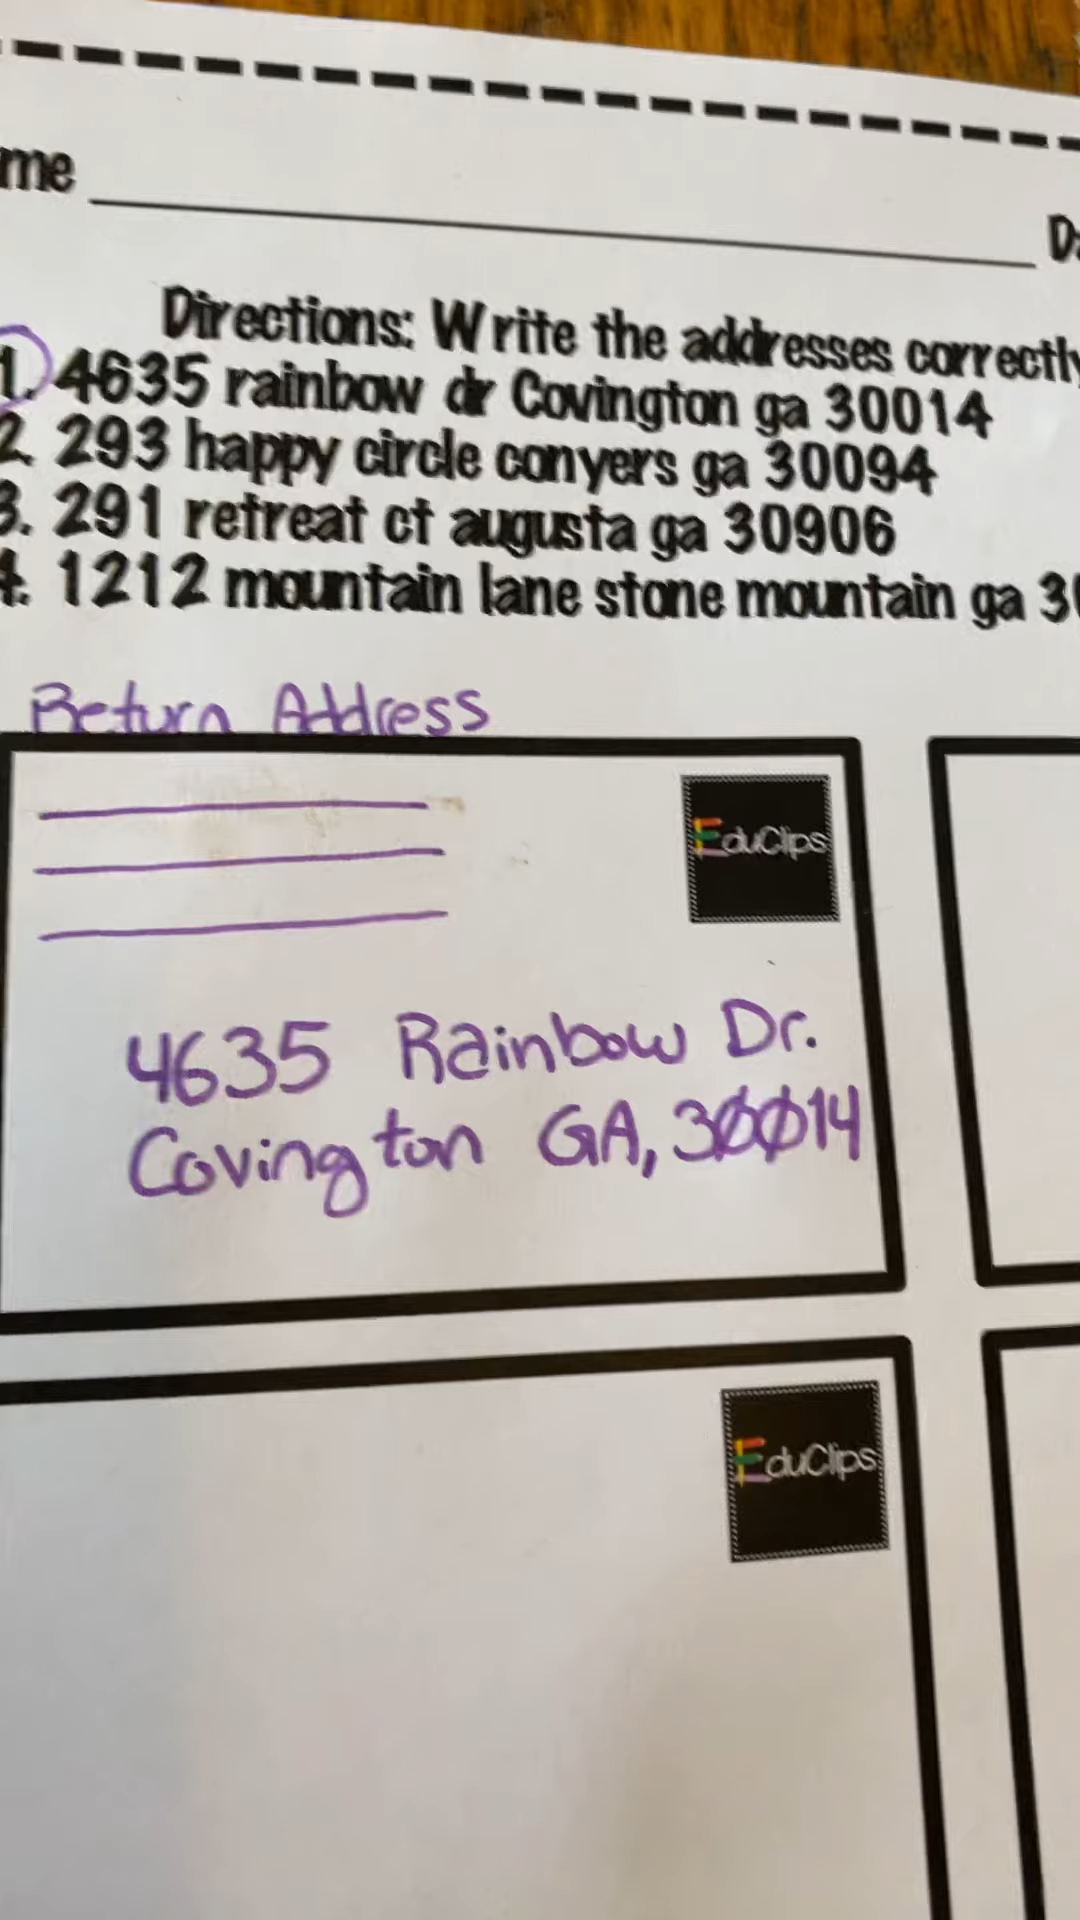 me
Directions: Write the addresses correctly
1. 4635 rainbow dr Covington ga 30014
2. 293 happy circle conyers ga 30094
3. 291 retreat ct augusta ga 30906
4. 1212 mountain lane stone mountain ga
Return Address
EduClips
4635 Rainbow Dr.
Covington GA, 30014
EduClips